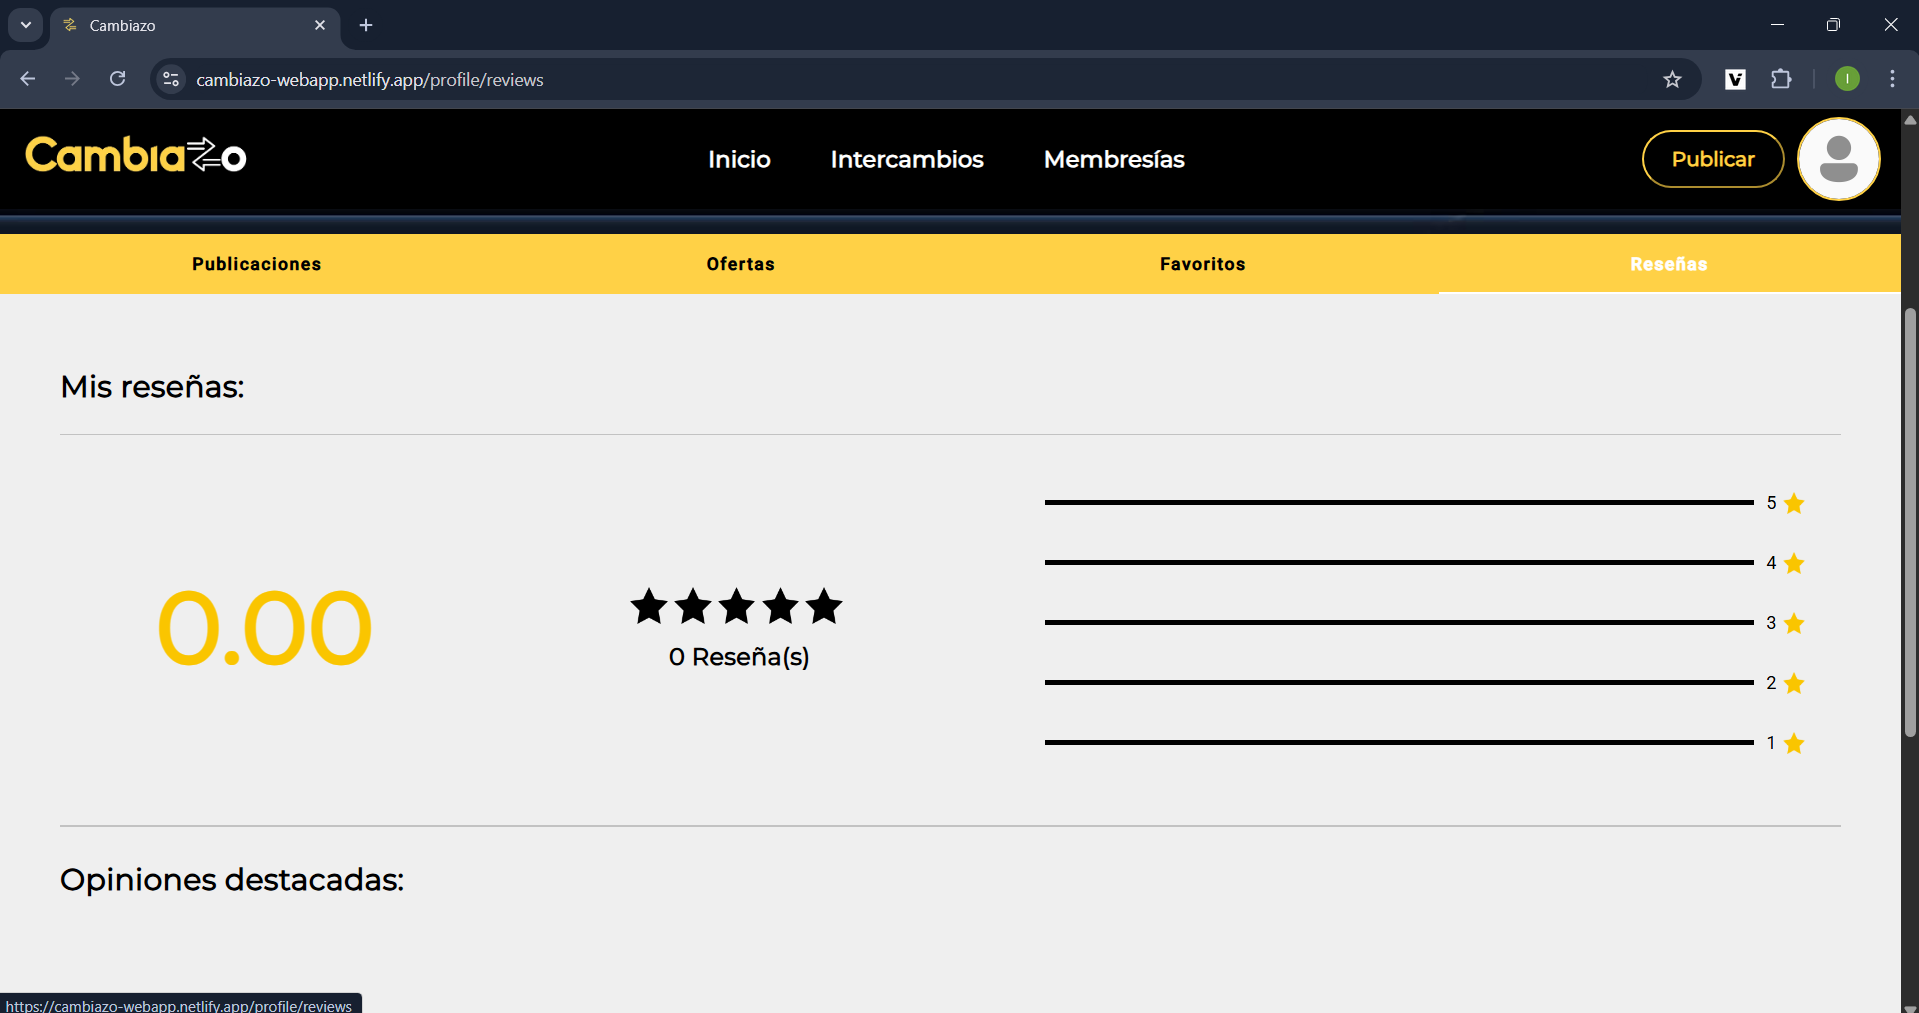 Cambiazo
cambiazo-webapp.netlify.app/profile/reviews
I
Cambiazo
Inicio
Intercambios
Membresías
Publicar
Publicaciones
Ofertas
Favoritos
Reseñas
Mis reseñas:
0.00
0 Reseña(s)
5
4
3
2
1
Opiniones destacadas:
https://cambiazo-webapp.netlify.app/profile/reviews